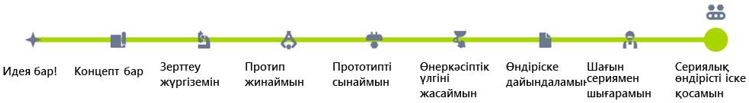 Идея бар!
Концепт бар
Зерттеу
жүргіземін
Протип
жинаймын
Прототипті
сынаймын
Өнеркәсіптік
үлгіні
жасаймын
Өндіріске
дайындаламын
Шағын
сериямен
шығарамын
Сериялық
өндірісті іске
қосамын